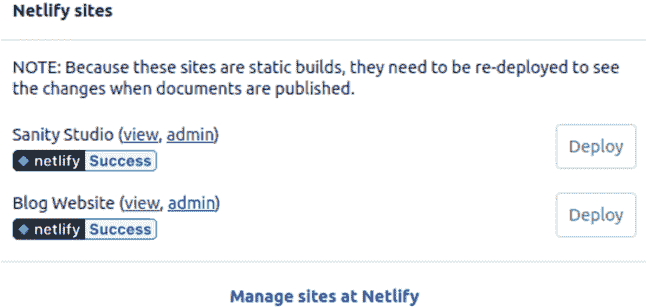 Netlify sites
NOTE: Because these sites are static builds, they need to be re-deployed to see
the changes when documents are published.
Sanity Studio (view, admin)
netlify Success
Deploy
Blog Website (view, admin)
netlify Success
Deploy
Manage sites at Netlify